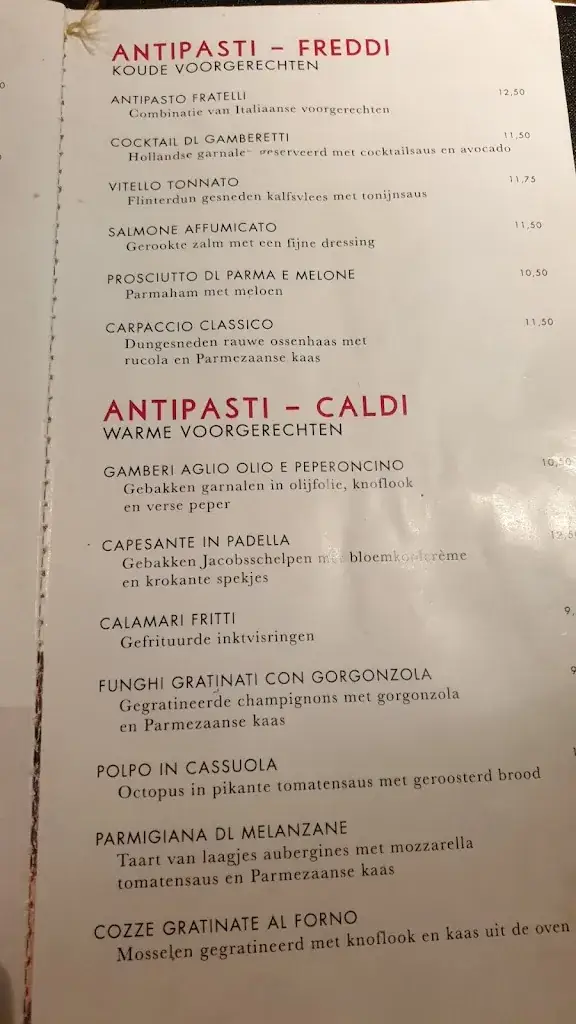 ANTIPASTI – FREDDI
KOUDE VOORGERECHTEN
ANTIPASTO FRATELLI 12,50
Combinatie van Italiaanse voorgerechten
COCKTAIL DL GAMBERETTI 11,50
Hollandse garnalen geserveerd met cocktailsaus en avocado
VITELLO TONNATO 11,75
Flinterdun gesneden kalfsvlees met tonijnsaus
SALMONE AFFUMICATO 11,50
Gerookte zalm met een fijne dressing
PROSCIUTTO DL PARMA E MELONE 10,50
Parmaham met meloen
CARPACCIO CLASSICO 11,50
Dungesneden rauwe ossenhaas met
rucola en Parmezaanse kaas
ANTIPASTI – CALDI
WARME VOORGERECHTEN
GAMBERI AGLIO OLIO E PEPERONCINO 10,50
Gebakken garnalen in olijfolie, knoflook
en verse peper
CAPESANTE IN PADELLA
Gebakken Jacobsschelpen met bloemkoolcrème
en krokante spekjes
CALAMARI FRITTI 9,
Gefrituurde inktvisringen
FUNGHI GRATINATI CON GORGONZOLA
Gegratineerde champignons met gorgonzola
en Parmezaanse kaas
POLPO IN CASSUOLA
Octopus in pikante tomatensaus met geroosterd brood
PARMIGIANA DL MELANZANE
Taart van laagjes aubergines met mozzarella
tomatensaus en Parmezaanse kaas
COZZE GRATINATE AL FORNO
Mosselen gegratineerd met knoflook en kaas uit de oven